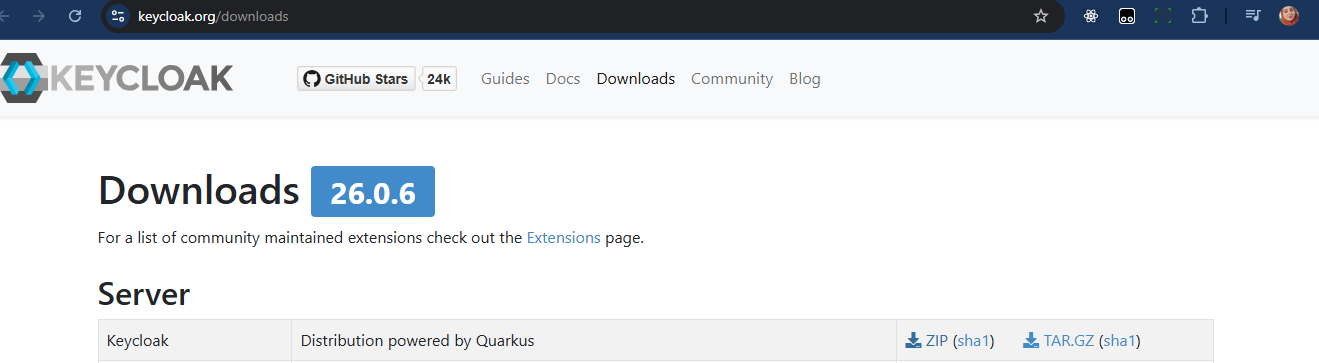 keycloak.org/downloads
KEYCLOAK GitHub Stars 24k Guides Docs Downloads Community Blog
Downloads 26.0.6
For a list of community maintained extensions check out the Extensions page.
Server
Keycloak Distribution powered by Quarkus ZIP (sha1) TAR.GZ (sha1)